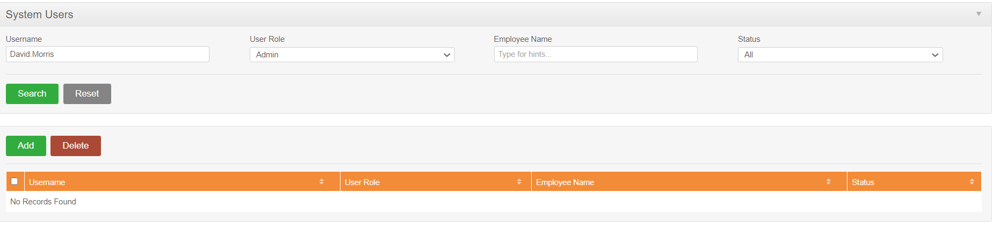 System Users
Username User Role Employee Name Status
David.Morris Admin Type for hints... All
Search Reset
Add Delete
Username User Role Employee Name Status
No Records Found